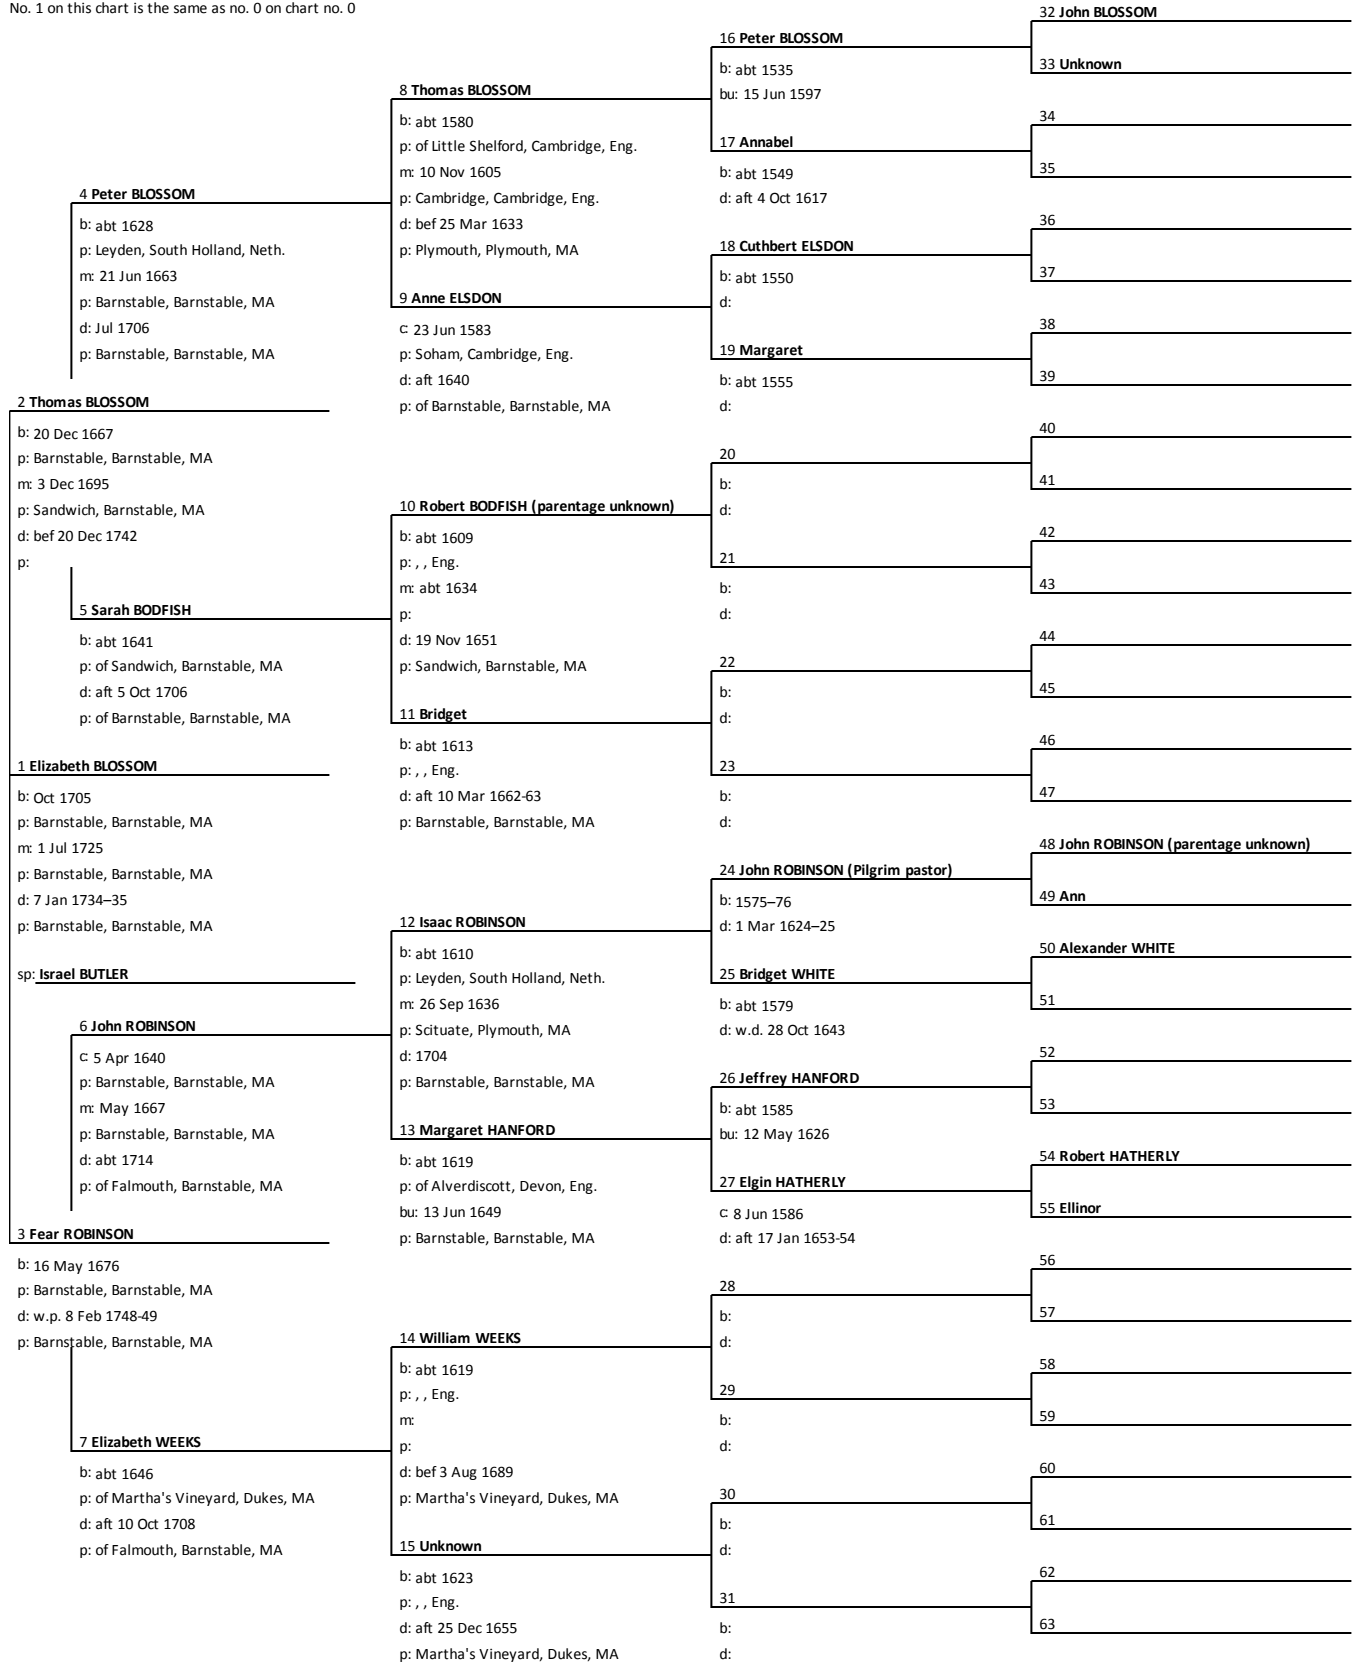 No. 1 on this chart is the same as no. 0 on chart no. 0
4 Peter BLOSSOM
b: abt 1628
p: Leyden, South Holland, Neth.
m: 21 Jun 1663
p: Barnstable, Barnstable, MA
d: Jul 1706
p: Barnstable, Barnstable, MA
2 Thomas BLOSSOM
b: 20 Dec 1667
p: Barnstable, Barnstable, MA
m: 3 Dec 1695
p: Sandwich, Barnstable, MA
d: bef 20 Dec 1742
p:
5 Sarah BODFISH
b: abt 1641
p: of Sandwich, Barnstable, MA
d: aft 5 Oct 1706
p: of Barnstable, Barnstable, MA
1 Elizabeth BLOSSOM
b: Oct 1705
p: Barnstable, Barnstable, MA
m: 1 Jul 1725
p: Barnstable, Barnstable, MA
d: 7 Jan 1734–35
p: Barnstable, Barnstable, MA
sp: Israel BUTLER
6 John ROBINSON
c: 5 Apr 1640
p: Barnstable, Barnstable, MA
m: May 1667
p: Barnstable, Barnstable, MA
d: abt 1714
p: of Falmouth, Barnstable, MA
3 Fear ROBINSON
b: 16 May 1676
p: Barnstable, Barnstable, MA
d: w.p. 8 Feb 1748-49
p: Barnstable, Barnstable, MA
7 Elizabeth WEEKS
b: abt 1646
p: of Martha's Vineyard, Dukes, MA
d: aft 10 Oct 1708
p: of Falmouth, Barnstable, MA
8 Thomas BLOSSOM
b: abt 1580
p: of Little Shelford, Cambridge, Eng.
m: 10 Nov 1605
p: Cambridge, Cambridge, Eng.
d: bef 25 Mar 1633
p: Plymouth, Plymouth, MA
9 Anne ELSDON
c: 23 Jun 1583
p: Soham, Cambridge, Eng.
d: aft 1640
p: of Barnstable, Barnstable, MA
10 Robert BODFISH (parentage unknown)
b: abt 1609
p: , , Eng.
m: abt 1634
p:
d: 19 Nov 1651
p: Sandwich, Barnstable, MA
11 Bridget
b: abt 1613
p: , , Eng.
d: aft 10 Mar 1662-63
p: Barnstable, Barnstable, MA
12 Isaac ROBINSON
b: abt 1610
p: Leyden, South Holland, Neth.
m: 26 Sep 1636
p: Scituate, Plymouth, MA
d: 1704
p: Barnstable, Barnstable, MA
13 Margaret HANFORD
b: abt 1619
p: of Alverdiscott, Devon, Eng.
bu: 13 Jun 1649
p: Barnstable, Barnstable, MA
14 William WEEKS
b: abt 1619
p: , , Eng.
m:
p:
d: bef 3 Aug 1689
p: Martha's Vineyard, Dukes, MA
15 Unknown
b: abt 1623
p: , , Eng.
d: aft 25 Dec 1655
p: Martha's Vineyard, Dukes, MA
16 Peter BLOSSOM
b: abt 1535
bu: 15 Jun 1597
17 Annabel
b: abt 1549
d: aft 4 Oct 1617
18 Cuthbert ELSDON
b: abt 1550
d:
19 Margaret
b: abt 1555
d:
20
b:
d:
21
b:
d:
22
b:
d:
23
b:
d:
24 John ROBINSON (Pilgrim pastor)
b: 1575–76
d: 1 Mar 1624–25
25 Bridget WHITE
b: abt 1579
d: w.d. 28 Oct 1643
26 Jeffrey HANFORD
b: abt 1585
bu: 12 May 1626
27 Elgin HATHERLY
c: 8 Jun 1586
d: aft 17 Jan 1653-54
28
b:
d:
29
b:
d:
30
b:
d:
31
b:
d:
32 John BLOSSOM
33 Unknown
34
35
36
37
38
39
40
41
42
43
44
45
46
47
48 John ROBINSON (parentage unknown)
49 Ann
50 Alexander WHITE
51
52
53
54 Robert HATHERLY
55 Ellinor
56
57
58
59
60
61
62
63